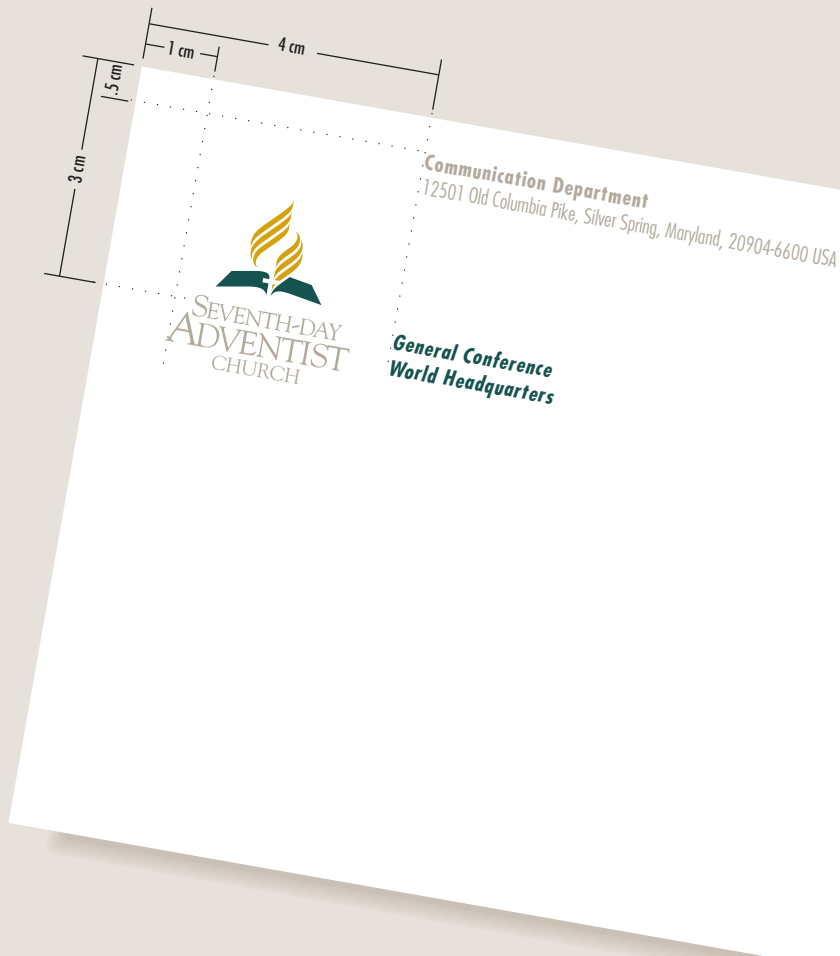 4 cm
1 cm
.5 cm
3 cm
Communication Department
12501 Old Columbia Pike, Silver Spring, Maryland, 20904-6600 USA
SEVENTH-DAY
ADVENTIST
CHURCH
General Conference
World Headquarters